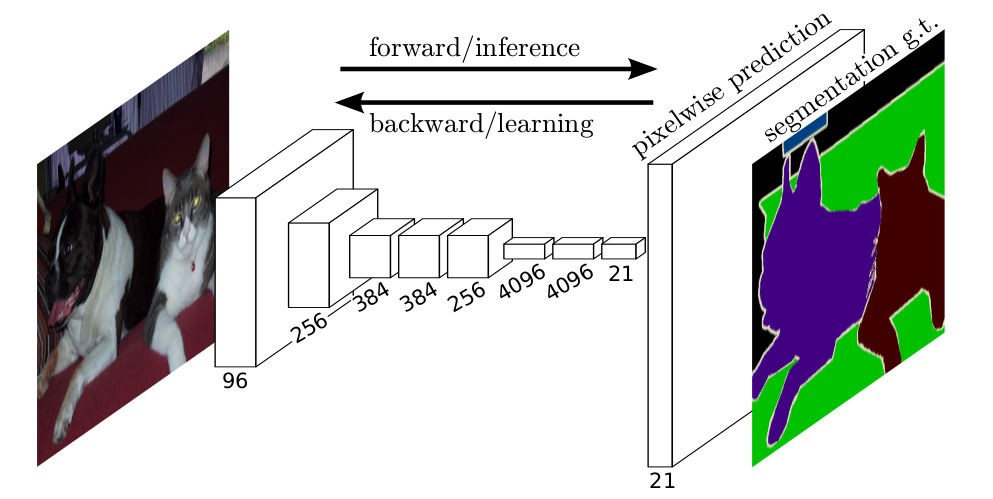 forward/inference
backward/learning
pixelwise prediction
segmentation g.t.
96
256
384
384
256
4096
4096
21
21